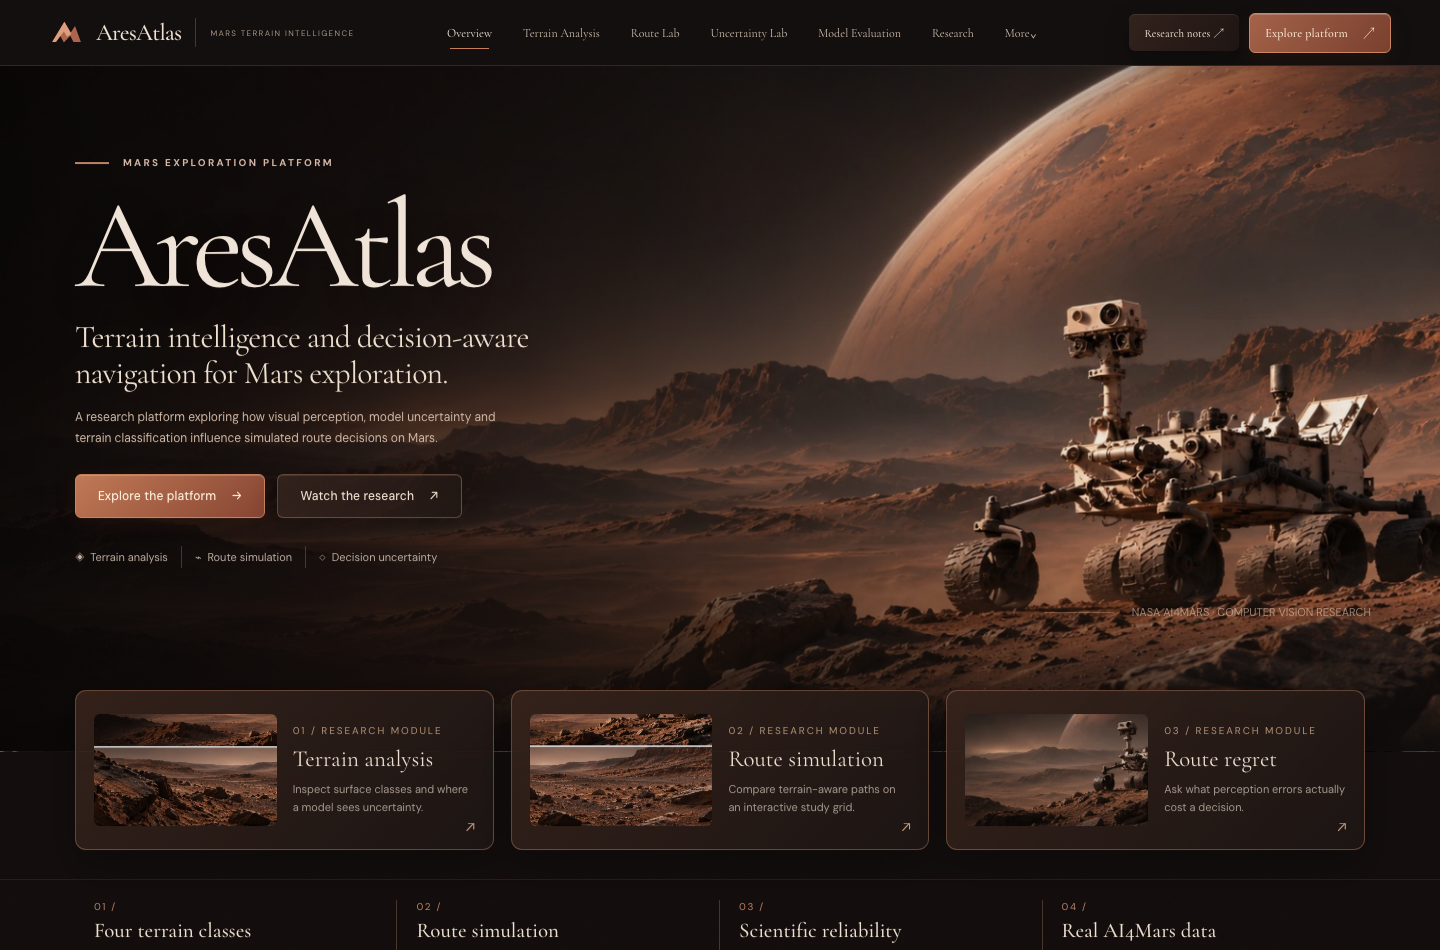 AresAtlas
MARS TERRAIN INTELLIGENCE
Overview
Terrain Analysis
Route Lab
Uncertainty Lab
Model Evaluation
Research
More
Research notes ↗
Explore platform ↗
MARS EXPLORATION PLATFORM
AresAtlas
Terrain intelligence and decision-aware
navigation for Mars exploration.
A research platform exploring how visual perception, model uncertainty and
terrain classification influence simulated route decisions on Mars.
Explore the platform →
Watch the research ↗
Terrain analysis
Route simulation
Decision uncertainty
NASA AI4MARS · COMPUTER VISION RESEARCH
01 / RESEARCH MODULE
Terrain analysis
Inspect surface classes and where
a model sees uncertainty.
↗
02 / RESEARCH MODULE
Route simulation
Compare terrain-aware paths on
an interactive study grid.
↗
03 / RESEARCH MODULE
Route regret
Ask what perception errors actually
cost a decision.
↗
01 /
Four terrain classes
02 /
Route simulation
03 /
Scientific reliability
04 /
Real AI4Mars data